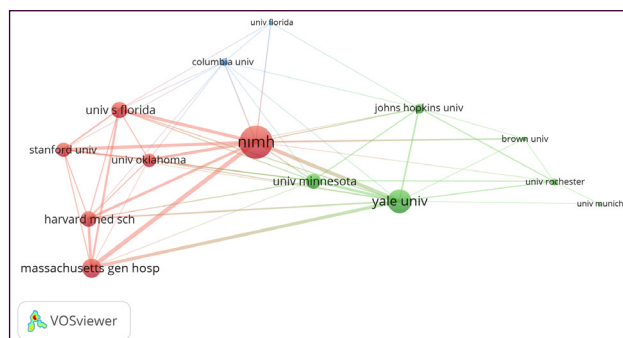 univ florida
columbia univ
univ s florida
johns hopkins univ
nimh
brown univ
stanford univ
univ oklahoma
univ minnesota
univ rochester
yale univ
univ munich
harvard med sch
massachusetts gen hosp
VOSviewer